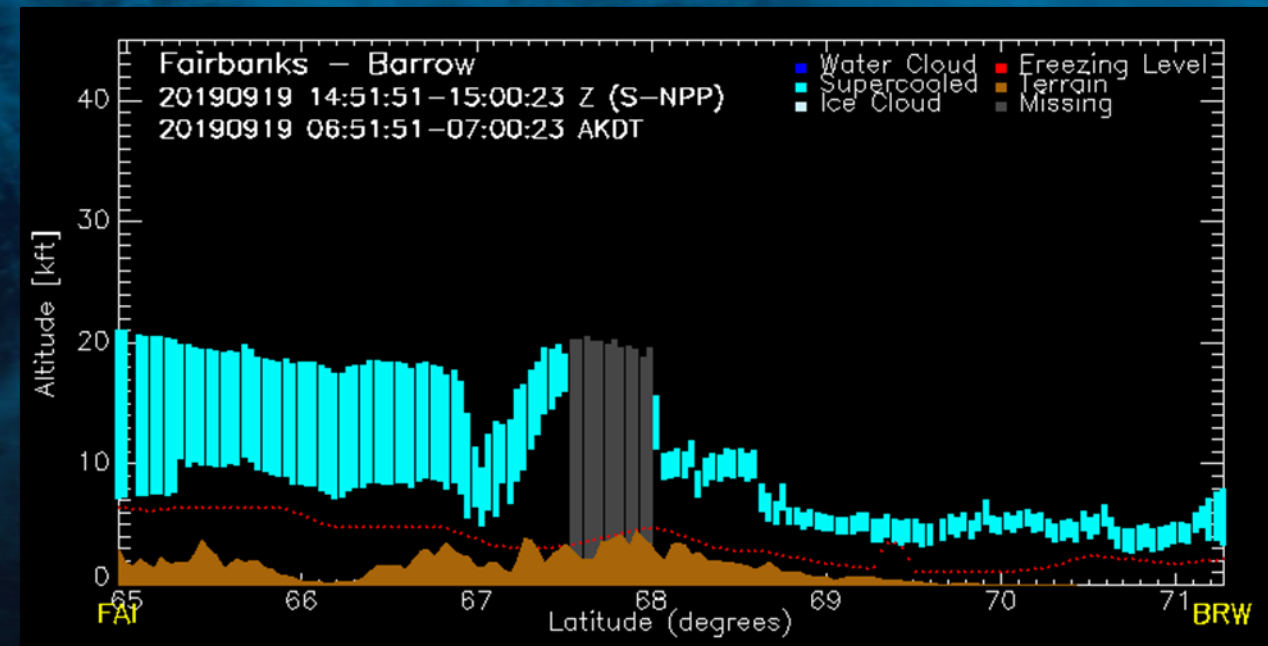 Fairbanks – Barrow
20190919 14:51:51–15:00:23 Z (S–NPP)
20190919 06:51:51–07:00:23 AKDT
Water Cloud
Supercooled
Ice Cloud
Freezing Level
Terrain
Missing
Altitude [kft]
40
30
20
10
0
65 66 67 68 69 70 71
FAI
BRW
Latitude (degrees)